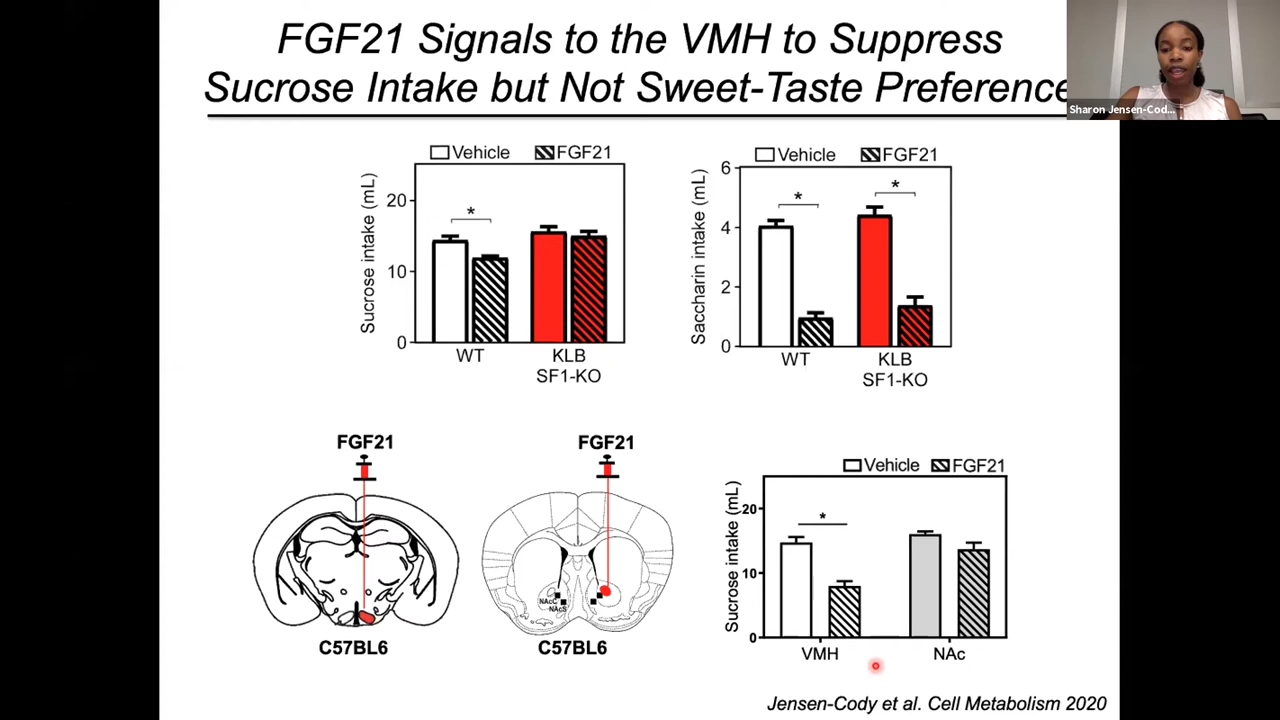 FGF21 Signals to the VMH to Suppress
Sucrose Intake but Not Sweet-Taste Preference
Sharon Jensen-Cod...
Vehicle FGF21
Sucrose intake (mL)
20
10
0
*
WT
KLB
SF1-KO
Vehicle FGF21
Saccharin intake (mL)
6
4
2
0
*
*
WT
KLB
SF1-KO
FGF21
C57BL6
FGF21
NAcC
NAcS
C57BL6
Vehicle FGF21
Sucrose intake (mL)
20
10
0
*
VMH
NAc
Jensen-Cody et al. Cell Metabolism 2020